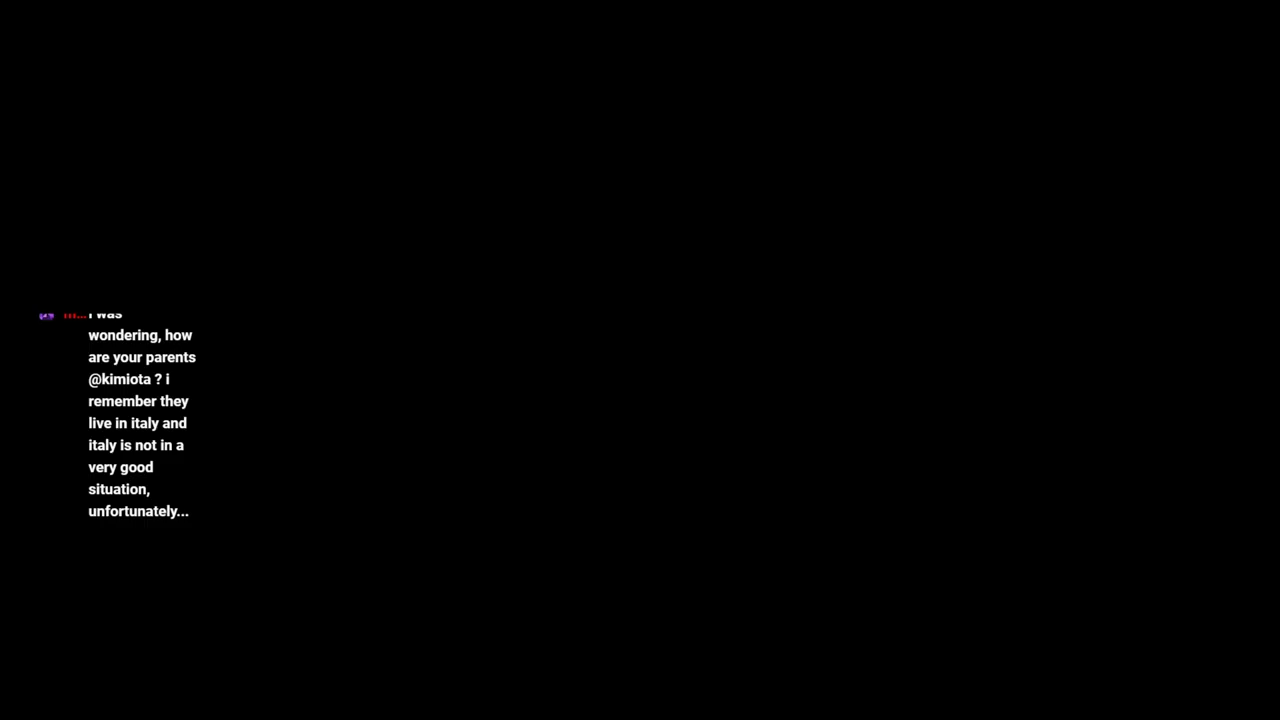 i was
wondering, how
are your parents
@kimiota ? i
remember they
live in italy and
italy is not in a
very good
situation,
unfortunately...